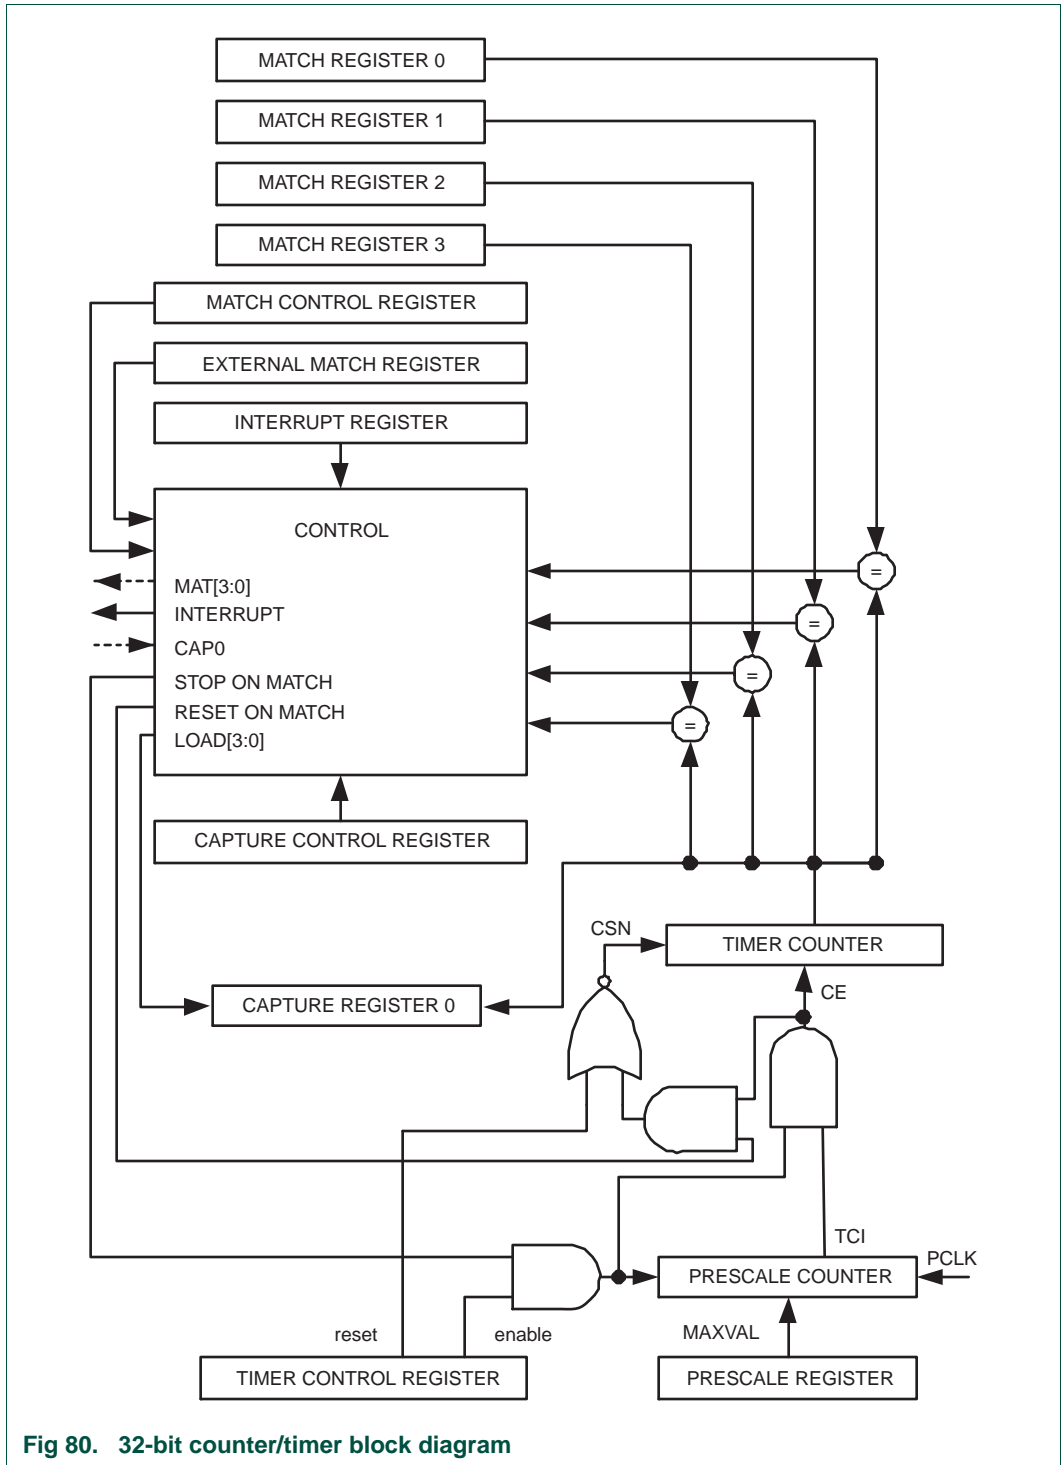 MATCH REGISTER 0
MATCH REGISTER 1
MATCH REGISTER 2
MATCH REGISTER 3
MATCH CONTROL REGISTER
EXTERNAL MATCH REGISTER
INTERRUPT REGISTER
CONTROL
=
=
=
=
MAT[3:0]
INTERRUPT
CAP0
STOP ON MATCH
RESET ON MATCH
LOAD[3:0]
CAPTURE CONTROL REGISTER
CSN
TIMER COUNTER
CE
CAPTURE REGISTER 0
TCI
PCLK
PRESCALE COUNTER
reset
enable
MAXVAL
TIMER CONTROL REGISTER
PRESCALE REGISTER
Fig 80. 32-bit counter/timer block diagram